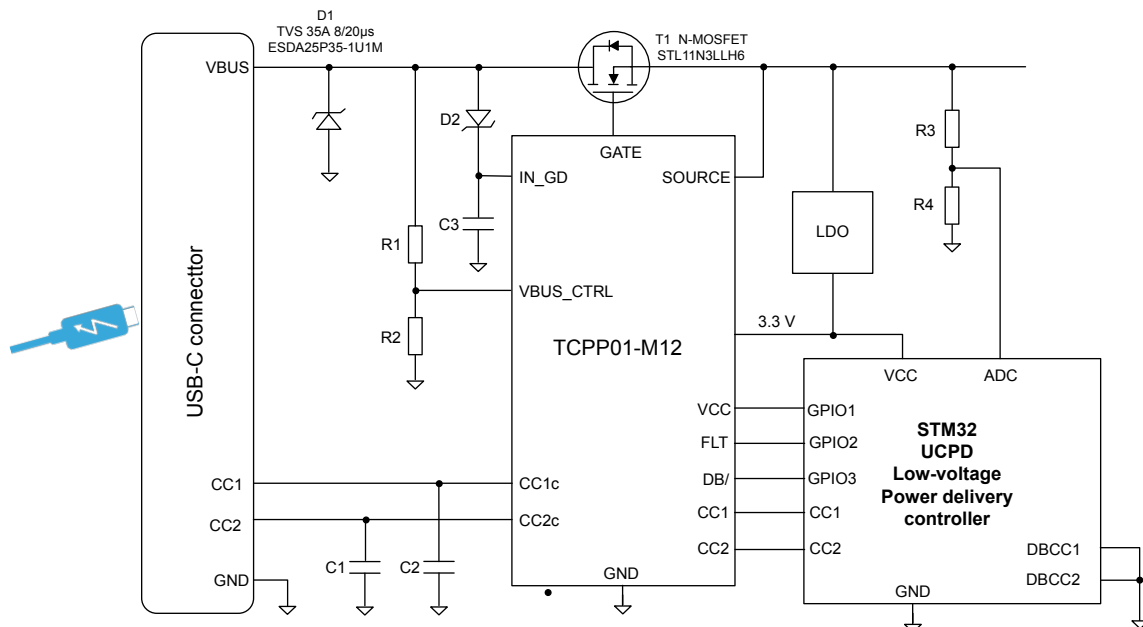 D1
TVS 35A 8/20µs
ESDA25P35-1U1M
T1 N-MOSFET
STL11N3LLH6
VBUS
D2
R3
GATE
IN_GD
SOURCE
R4
C3
LDO
R1
VBUS_CTRL
3.3 V
R2
TCPP01-M12
USB-C connecttor
VCC
ADC
VCC
GPIO1
FLT
GPIO2
STM32
UCPD
Low-voltage
Power delivery
controller
DB/
GPIO3
CC1
CC1c
CC1
CC1
CC2
CC2c
CC2
CC2
DBCC1
C1
C2
GND
GND
DBCC2
GND